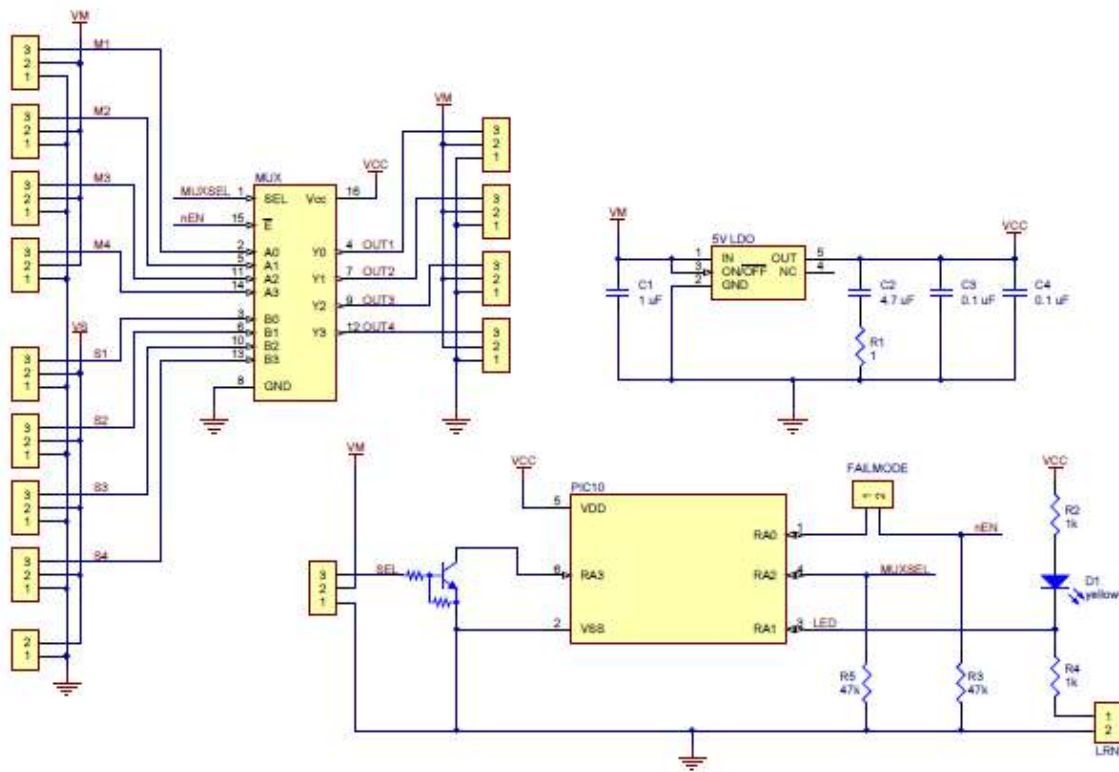 VM
3 M1
2
1
3 M2
2
1
3 M3
2
1
3 M4
2
1
VS
3 S1
2
1
3 S2
2
1
3 S3
2
1
3 S4
2
1
2
1
MUX
VCC
MUXSEL 1 SEL Vcc 16
nEN 15 E
2 A0 Y0 4 OUT1
5 A1
11 A2 Y1 7 OUT2
14 A3
Y2 9 OUT3
3 B0
6 B1 Y3 12 OUT4
10 B2
13 B3
8 GND
VM
3
2
1
3
2
1
3
2
1
3
2
1
VM
VCC
5V LDO
1 IN OUT 5
3 ON/OFF NC 4
2 GND
C1
1 uF
C2
4.7 uF
C3
0.1 uF
C4
0.1 uF
R1
1
VM
VCC
PIC10
FAILMODE
1 2
VCC
5 VDD
R2
1k
RA0 1
nEN
3 SEL
2
1
6 RA3
RA2 4 MUXSEL
D1
yellow
2 VSS
RA1 3 LED
R5
47k
R3
47k
R4
1k
1
2
LRN